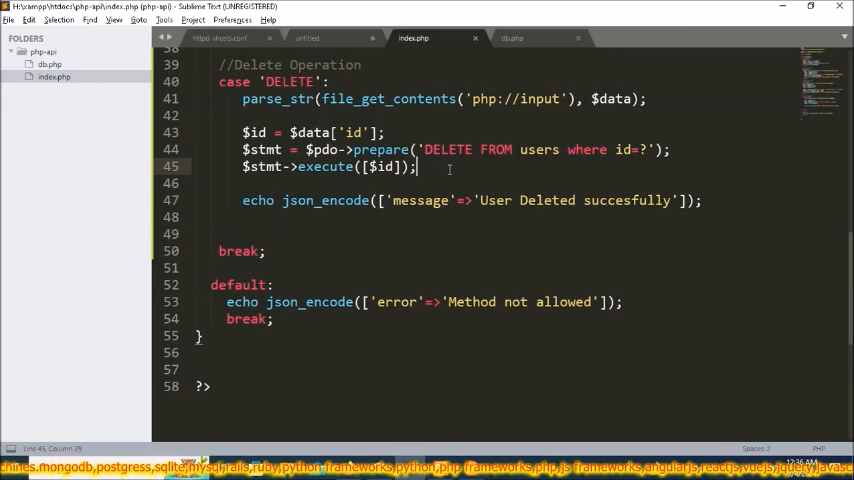 H:\xampp\htdocs\php-api\index.php (php-api) - Sublime Text (UNREGISTERED)
File Edit Selection Find View Goto Tools Project Preferences Help
FOLDERS
php-api
db.php
index.php
httpd-vhosts.conf untitled index.php db.php
38
39 //Delete Operation
40 case 'DELETE':
41 parse_str(file_get_contents('php://input'), $data);
42
43 $id = $data['id'];
44 $stmt = $pdo->prepare('DELETE FROM users where id=?');
45 $stmt->execute([$id]);
46
47 echo json_encode(['message'=>'User Deleted succesfully']);
48
49
50 break;
51
52 default:
53 echo json_encode(['error'=>'Method not allowed']);
54 break;
55 }
56
57
58 ?>
Line 45, Column 29 Spaces: 2 PHP
12:36 AM
chines,mongodb,postgress,sqlite,mysql,rails,ruby,python frameworks,python,php frameworks,php,js frameworks,angularjs,reactjs,vuejs,jquery,javasc